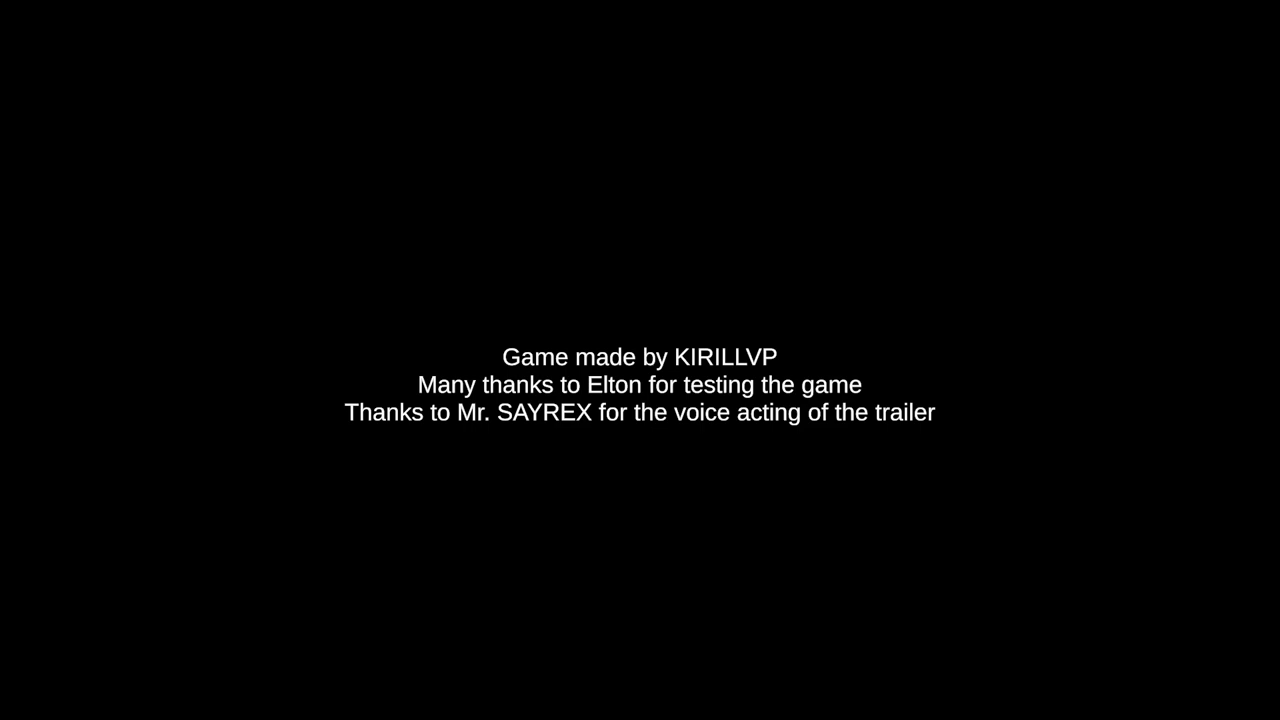 Game made by KIRILLVP
Many thanks to Elton for testing the game
Thanks to Mr. SAYREX for the voice acting of the trailer